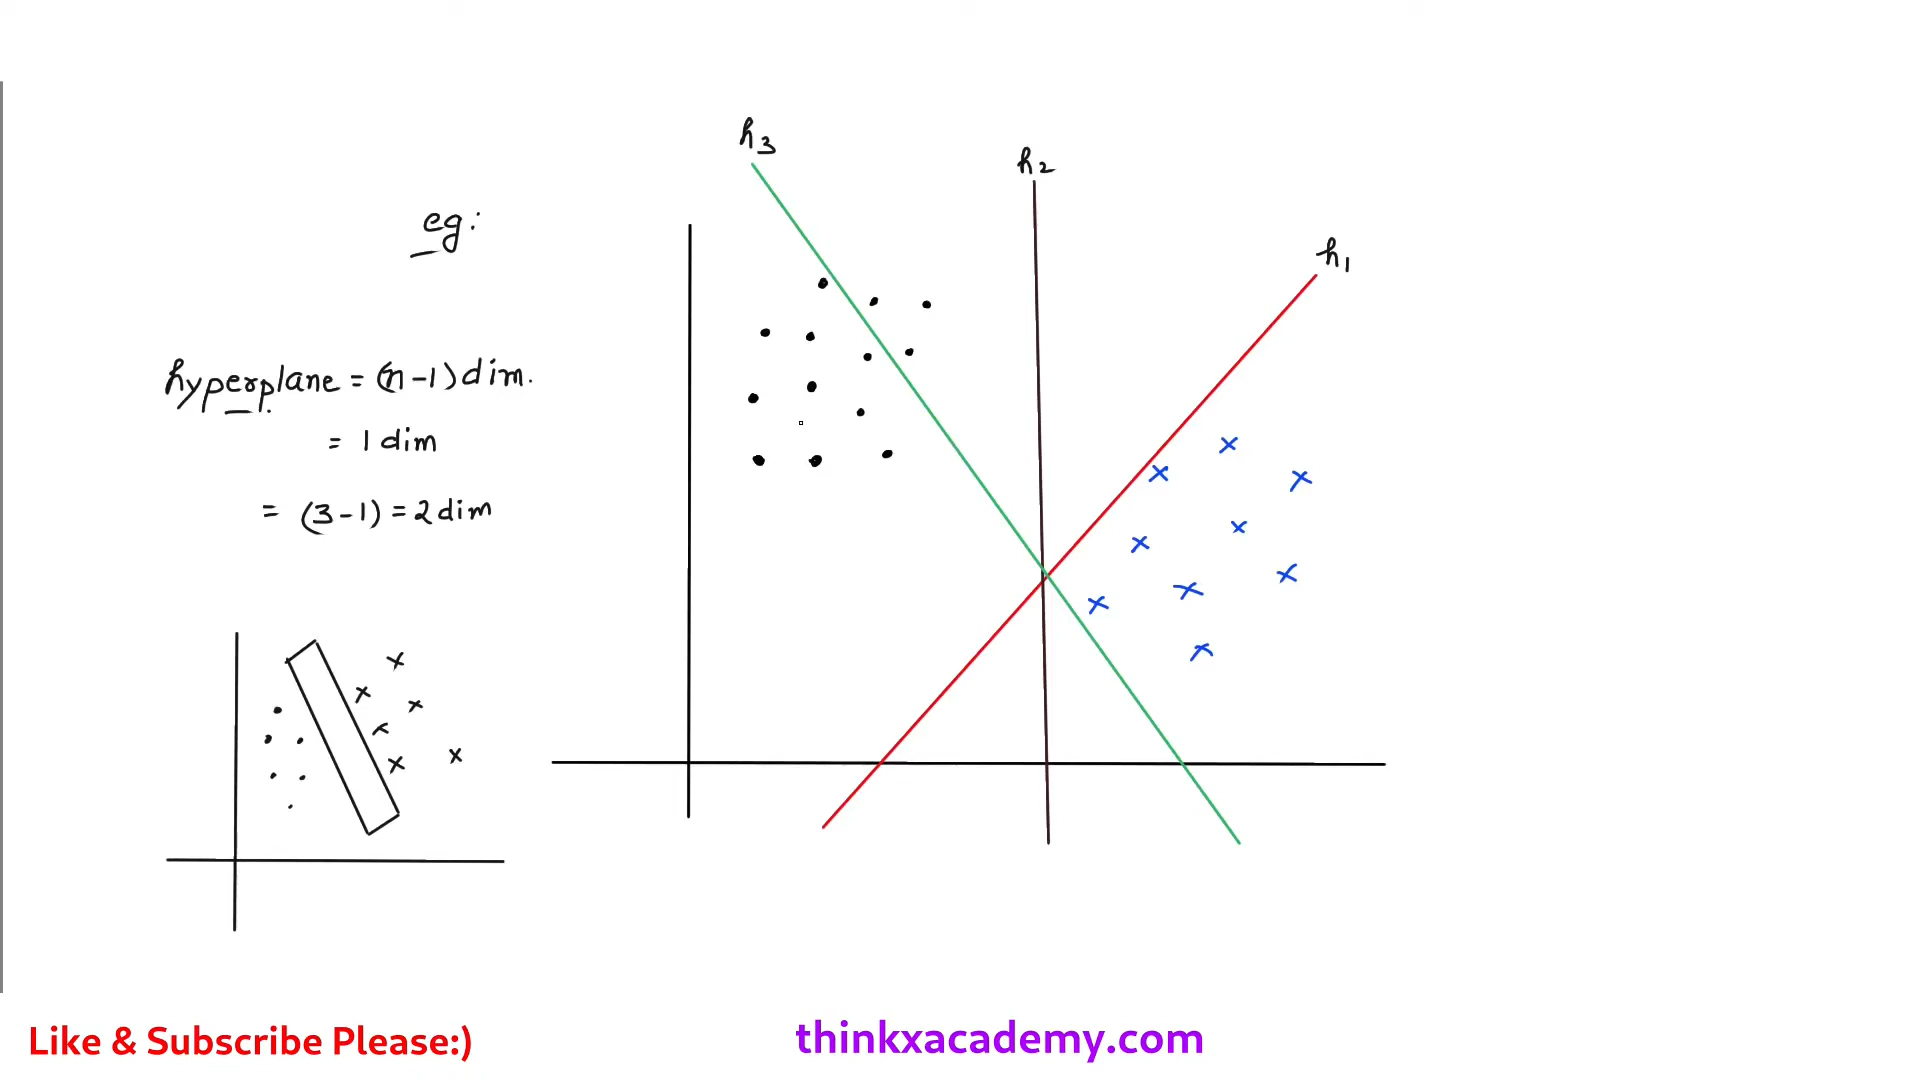 eg:
hyperplane = (n-1) dim.
= 1 dim
= (3-1) = 2 dim
h3
h2
h1
Like & Subscribe Please:)
thinkxacademy.com